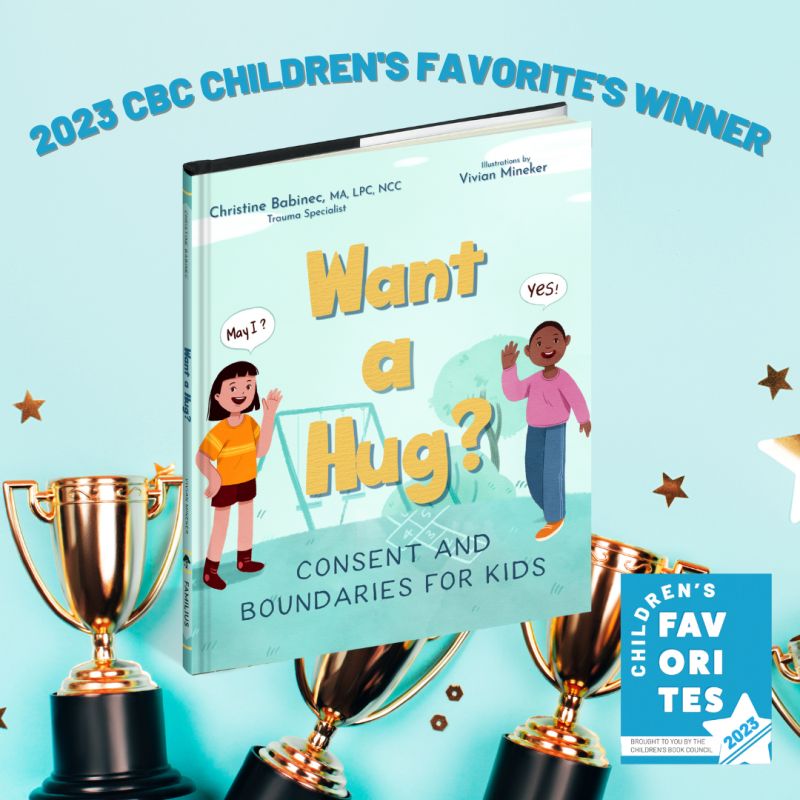 2023 CBC CHILDREN'S FAVORITE'S WINNER
Christine Babinec, MA, LPC, NCC
Trauma Specialist
Illustrations by
Vivian Mineker
Want
a
Hug?
May I?
yes!
CONSENT AND
BOUNDARIES FOR KIDS
CHRISTINE BABINEC
Want a Hug?
VIVIAN MINEKER
FAMILIUS
CHILDREN'S
FAV
ORI
TES
2023
BROUGHT TO YOU BY THE
CHILDREN'S BOOK COUNCIL